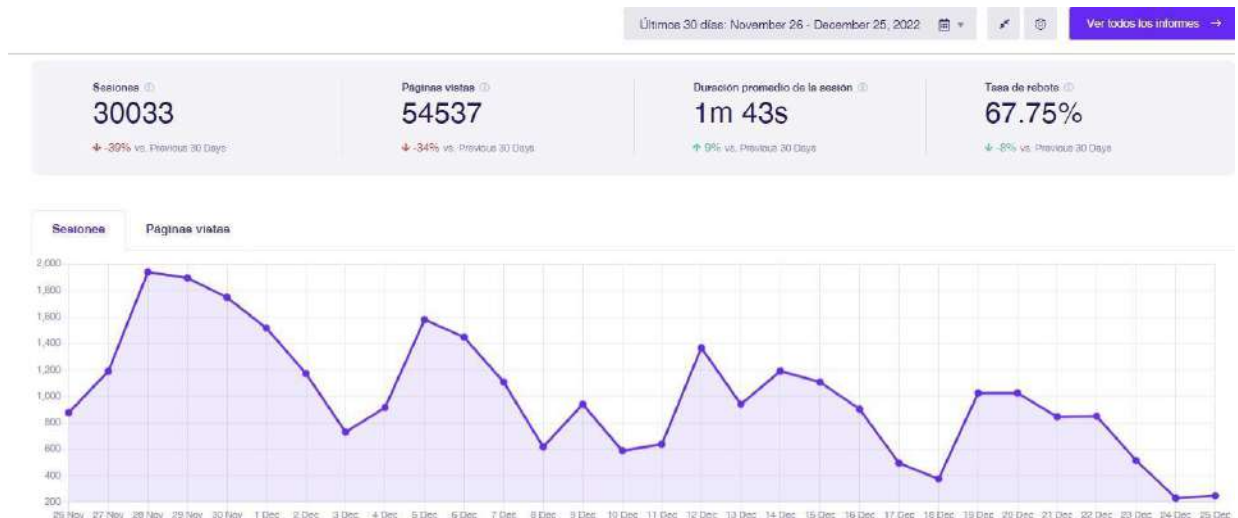 Últimos 30 días: November 26 - December 25, 2022
Ver todos los informes →
Sesiones
30033
-39% vs. Previous 30 Days
Páginas vistas
54537
-34% vs. Previous 30 Days
Duración promedio de la sesión
1m 43s
9% vs. Previous 30 Days
Tasa de rebote
67.75%
-8% vs. Previous 30 Days
Sesiones Páginas vistas
2,000
1,800
1,600
1,400
1,200
1,000
800
600
400
200
26 Nov 27 Nov 28 Nov 29 Nov 30 Nov 1 Dec 2 Dec 3 Dec 4 Dec 5 Dec 6 Dec 7 Dec 8 Dec 9 Dec 10 Dec 11 Dec 12 Dec 13 Dec 14 Dec 15 Dec 16 Dec 17 Dec 18 Dec 19 Dec 20 Dec 21 Dec 22 Dec 23 Dec 24 Dec 25 Dec